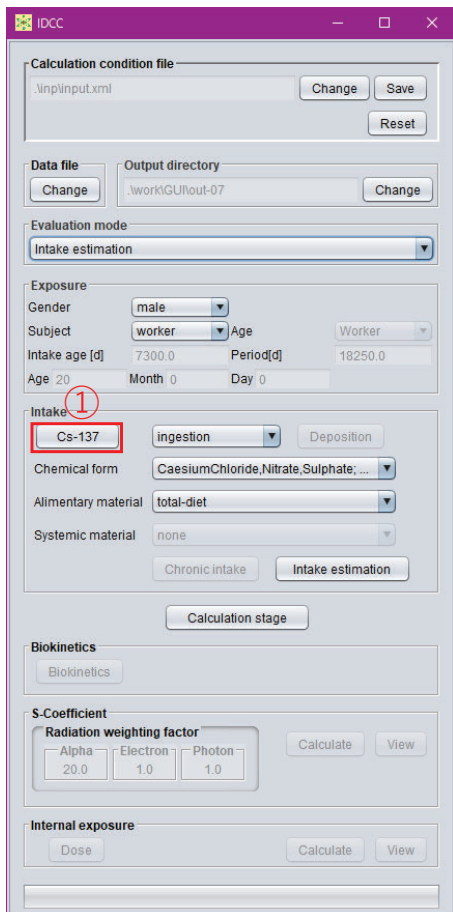 IDCC
Calculation condition file
.\inp\input.xml Change Save
Reset
Data file Output directory
Change .\work\GUI\out-07 Change
Evaluation mode
Intake estimation
Exposure
Gender male
Subject worker Age Worker
Intake age [d] 7300.0 Period[d] 18250.0
Age 20 Month 0 Day 0
Intake ①
Cs-137 ingestion Deposition
Chemical form CaesiumChloride,Nitrate,Sulphate; ...
Alimentary material total-diet
Systemic material none
Chronic intake Intake estimation
Calculation stage
Biokinetics
Biokinetics
S-Coefficient
Radiation weighting factor
Alpha Electron Photon Calculate View
20.0 1.0 1.0
Internal exposure
Dose Calculate View